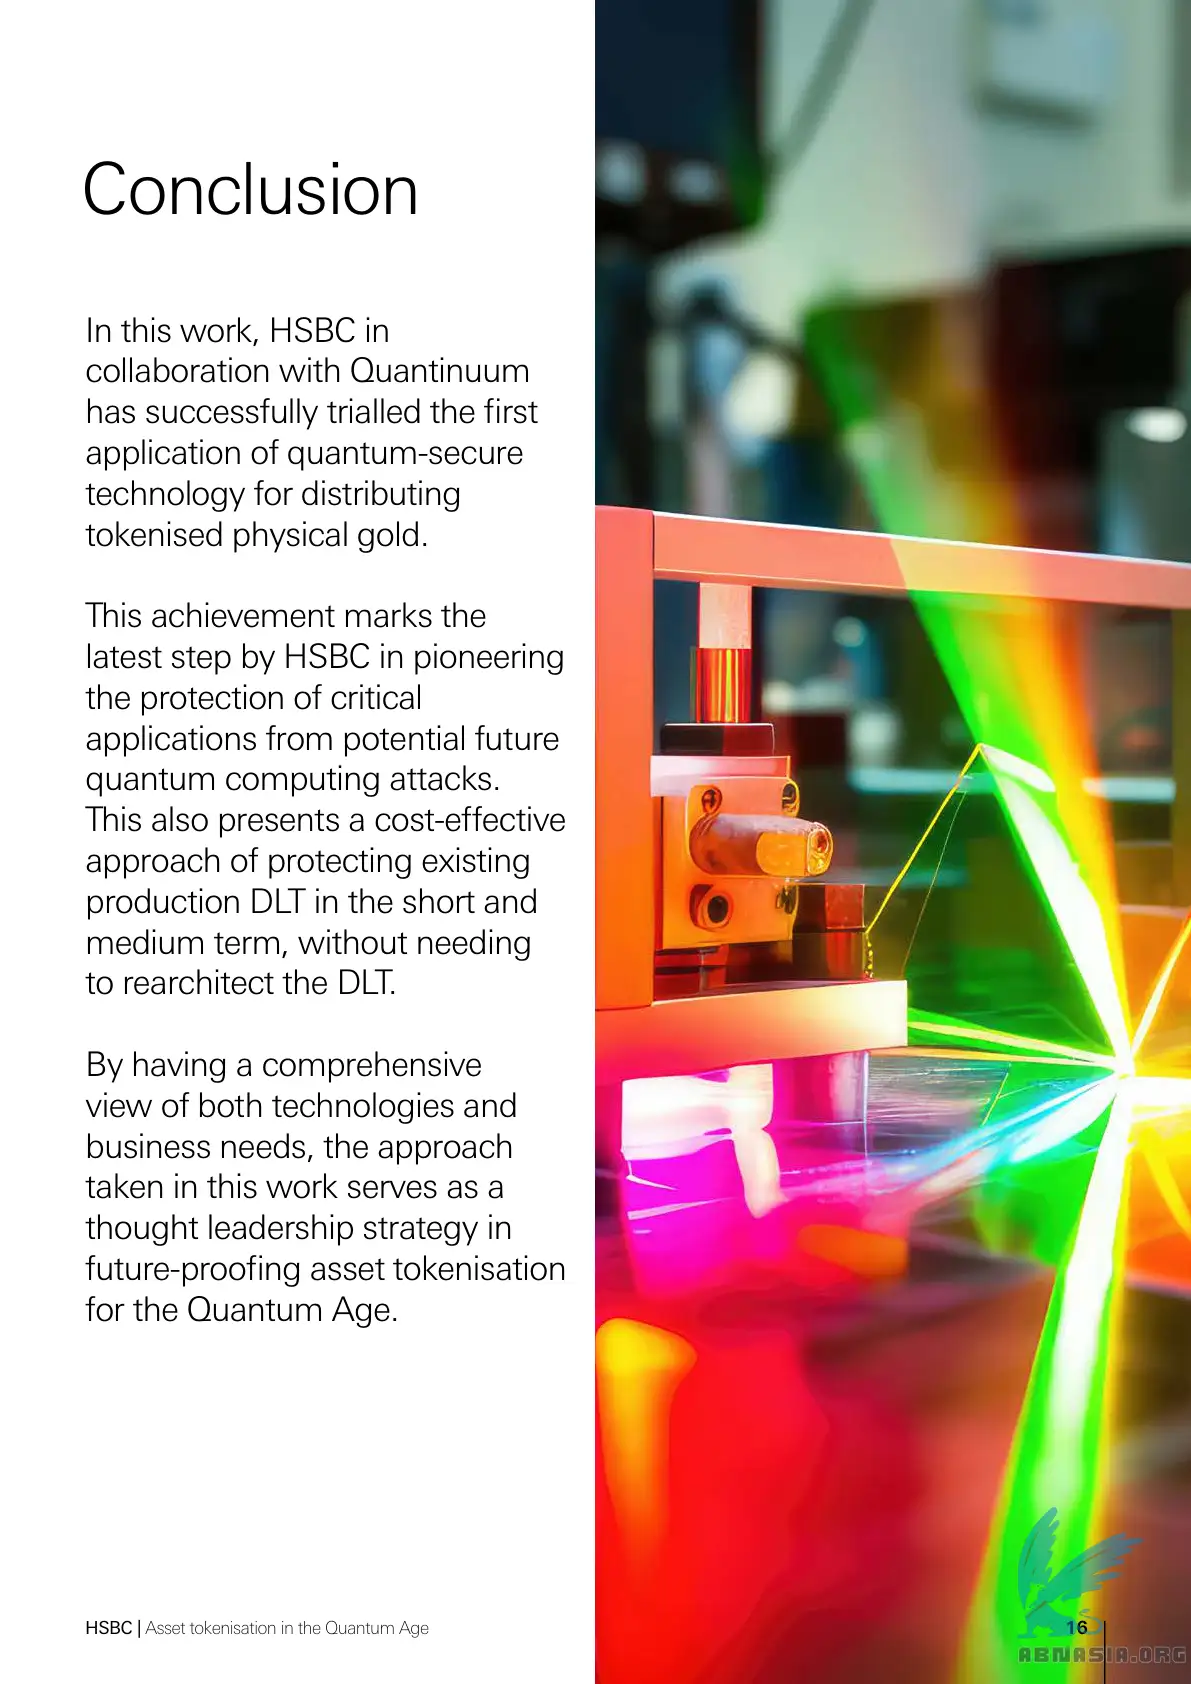 Conclusion
In this work, HSBC in
collaboration with Quantinuum
has successfully trialled the first
application of quantum-secure
technology for distributing
tokenised physical gold.
This achievement marks the
latest step by HSBC in pioneering
the protection of critical
applications from potential future
quantum computing attacks.
This also presents a cost-effective
approach of protecting existing
production DLT in the short and
medium term, without needing
to rearchitect the DLT.
By having a comprehensive
view of both technologies and
business needs, the approach
taken in this work serves as a
thought leadership strategy in
future-proofing asset tokenisation
for the Quantum Age.
HSBC | Asset tokenisation in the Quantum Age
16
ABNASIA.ORG